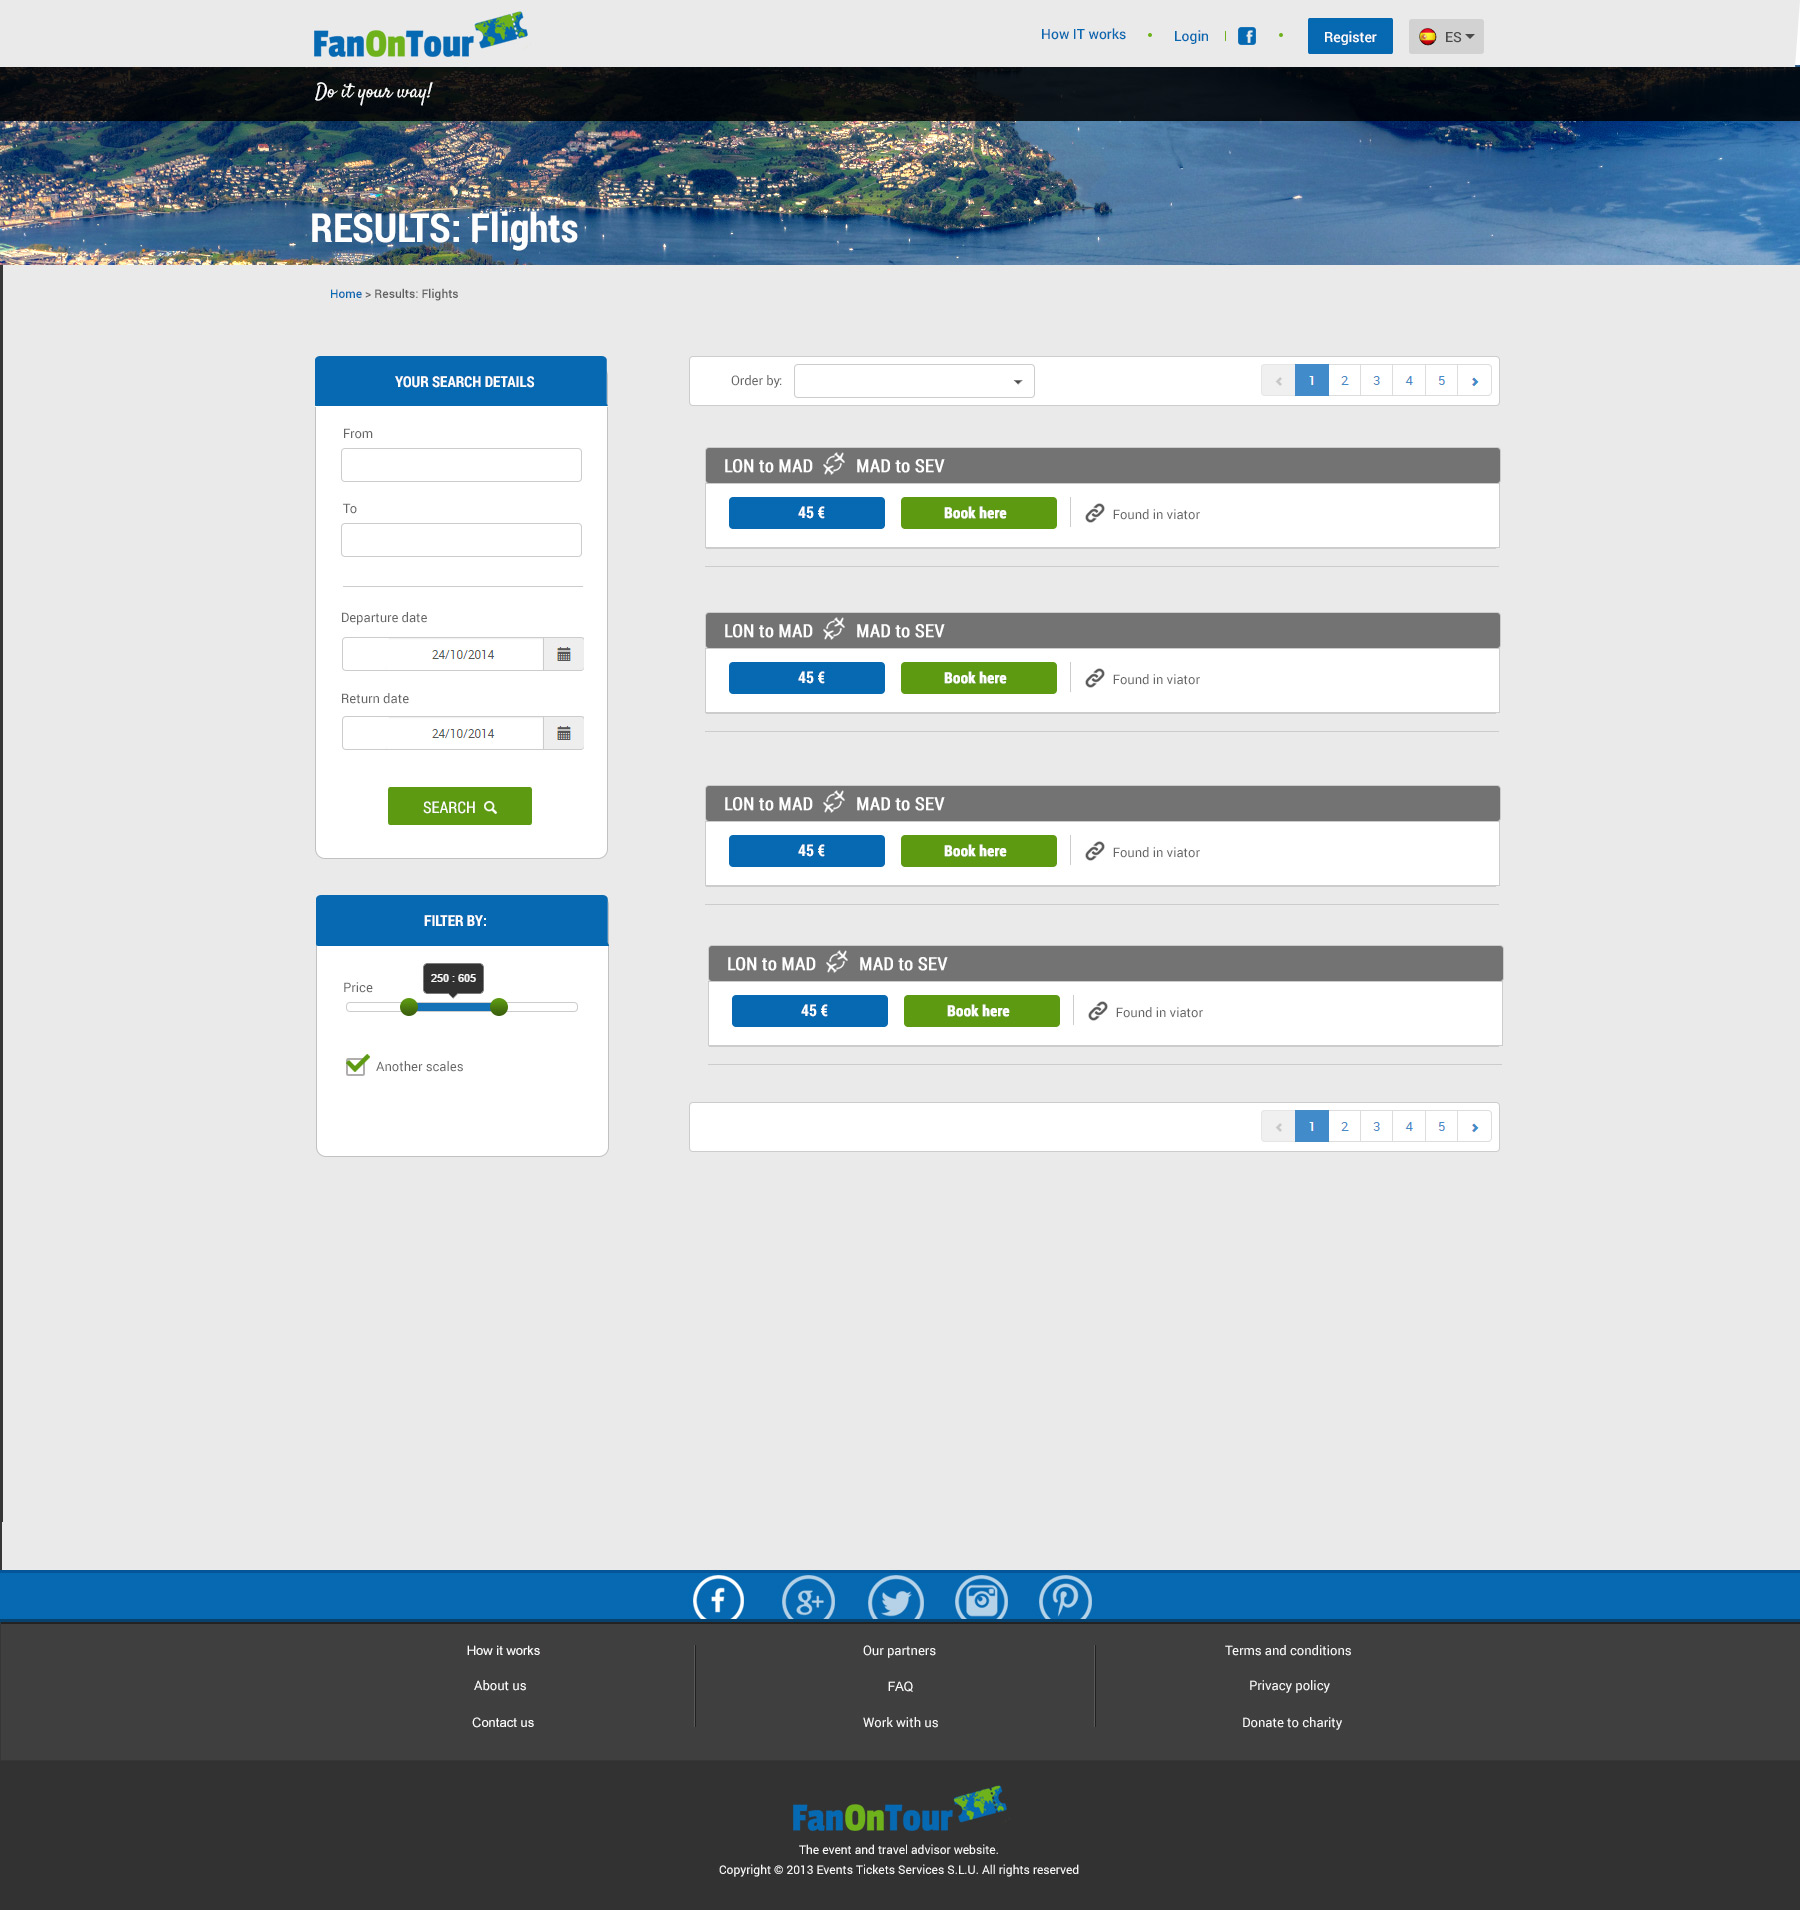 FanOnTour
How IT works
Login
Register
ES
Do it your way!
RESULTS: Flights
Home > Results: Flights
YOUR SEARCH DETAILS
From
To
Departure date
24/10/2014
Return date
24/10/2014
SEARCH
FILTER BY:
250 : 605
Price
Another scales
Order by:
1 2 3 4 5
LON to MAD MAD to SEV
45 € Book here Found in viator
LON to MAD MAD to SEV
45 € Book here Found in viator
LON to MAD MAD to SEV
45 € Book here Found in viator
LON to MAD MAD to SEV
45 € Book here Found in viator
1 2 3 4 5
How it works
About us
Contact us
Our partners
FAQ
Work with us
Terms and conditions
Privacy policy
Donate to charity
FanOnTour
The event and travel advisor website.
Copyright © 2013 Events Tickets Services S.L.U. All rights reserved